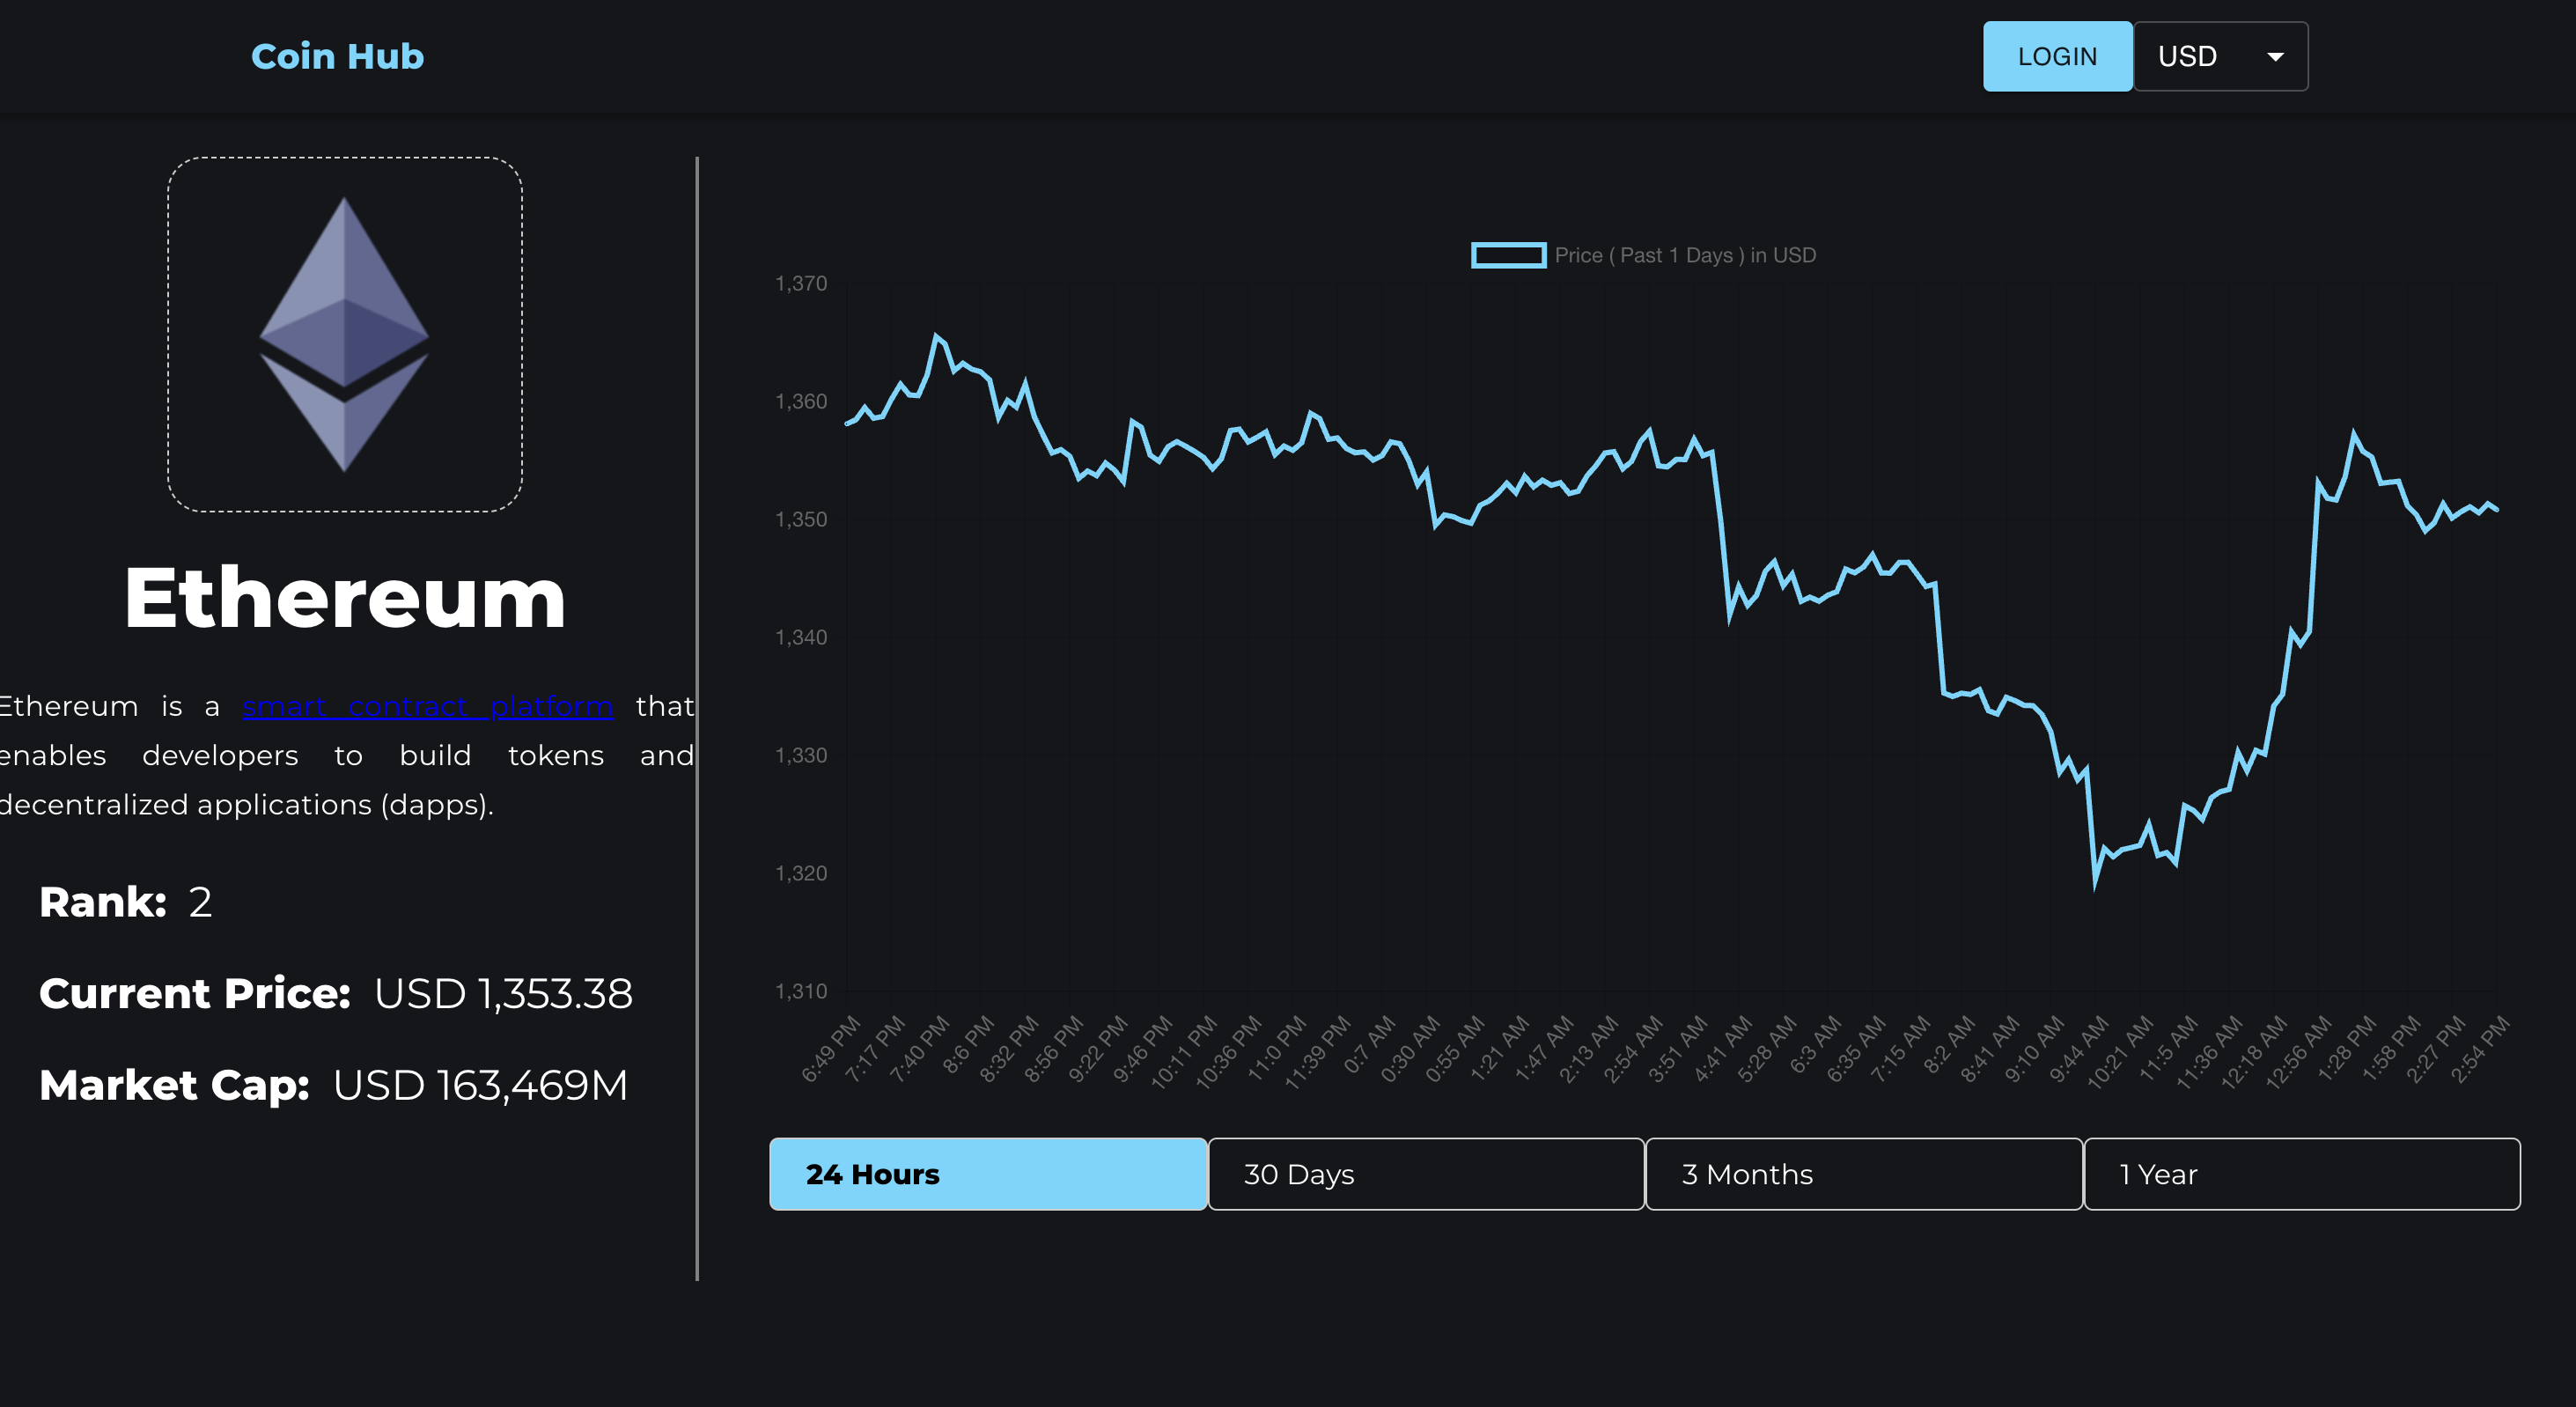 Coin Hub
LOGIN
USD
Ethereum
Ethereum is a smart contract platform that
enables developers to build tokens and
decentralized applications (dapps).
Rank: 2
Current Price: USD 1,353.38
Market Cap: USD 163,469M
Price ( Past 1 Days ) in USD
1,370
1,360
1,350
1,340
1,330
1,320
1,310
6:49 PM
7:17 PM
7:40 PM
8:6 PM
8:32 PM
8:56 PM
9:22 PM
9:46 PM
10:11 PM
10:36 PM
11:0 PM
11:39 PM
0:7 AM
0:30 AM
0:55 AM
1:21 AM
1:47 AM
2:13 AM
2:54 AM
3:51 AM
4:41 AM
5:28 AM
6:3 AM
6:35 AM
7:15 AM
8:2 AM
8:41 AM
9:10 AM
9:44 AM
10:21 AM
11:5 AM
11:36 AM
12:18 AM
12:56 AM
1:28 PM
1:58 PM
2:27 PM
2:54 PM
24 Hours
30 Days
3 Months
1 Year